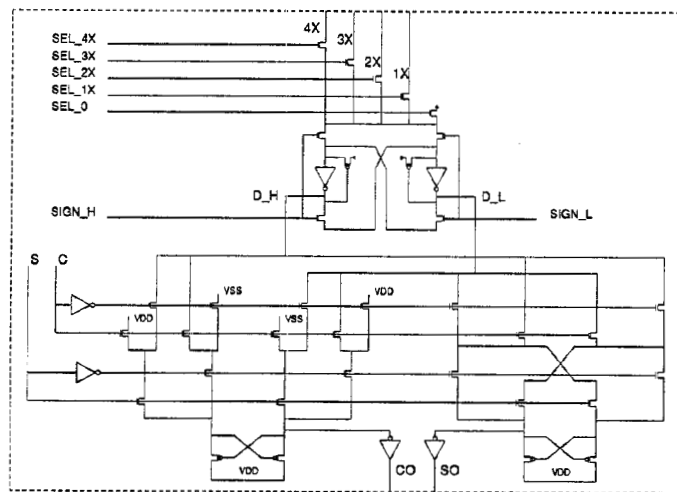 4X
SEL_4X
3X
SEL_3X
2X
SEL_2X
1X
SEL_1X
SEL_0
D_H
D_L
SIGN_H
SIGN_L
S C
VSS
VDD
VDD
VSS
VDD
CO
SO
VDD